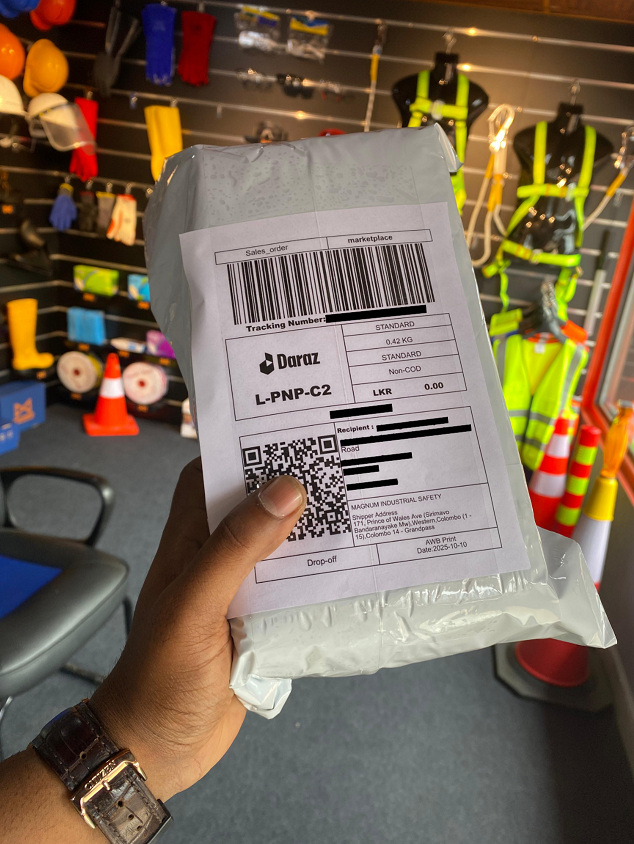 Sales_order
marketplace
Tracking Number:
Daraz
L-PNP-C2
STANDARD
0.42 KG
STANDARD
Non-COD
LKR 0.00
Recipient :
Road
MAGNUM INDUSTRIAL SAFETY
Shipper Address
171, Prince of Wales Ave (Sirimavo
Bandaranayake Mw),Western,Colombo (1 -
15),Colombo 14 - Grandpass
Drop-off
AWB Print
Date:2025-10-10